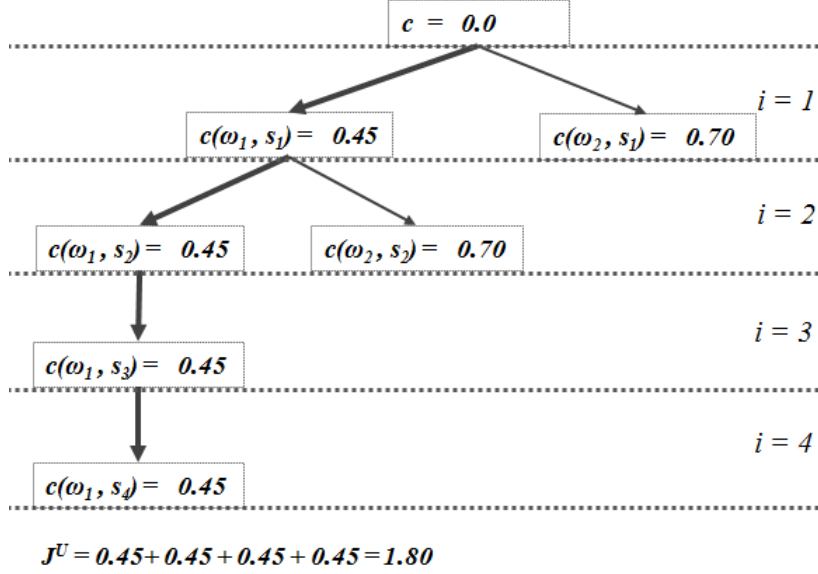 c = 0.0
i = 1
c(ω₁, s₁) = 0.45 c(ω₂, s₁) = 0.70
i = 2
c(ω₁, s₂) = 0.45 c(ω₂, s₂) = 0.70
i = 3
c(ω₁, s₃) = 0.45
i = 4
c(ω₁, s₄) = 0.45
Jᵁ = 0.45+ 0.45 + 0.45 + 0.45 = 1.80